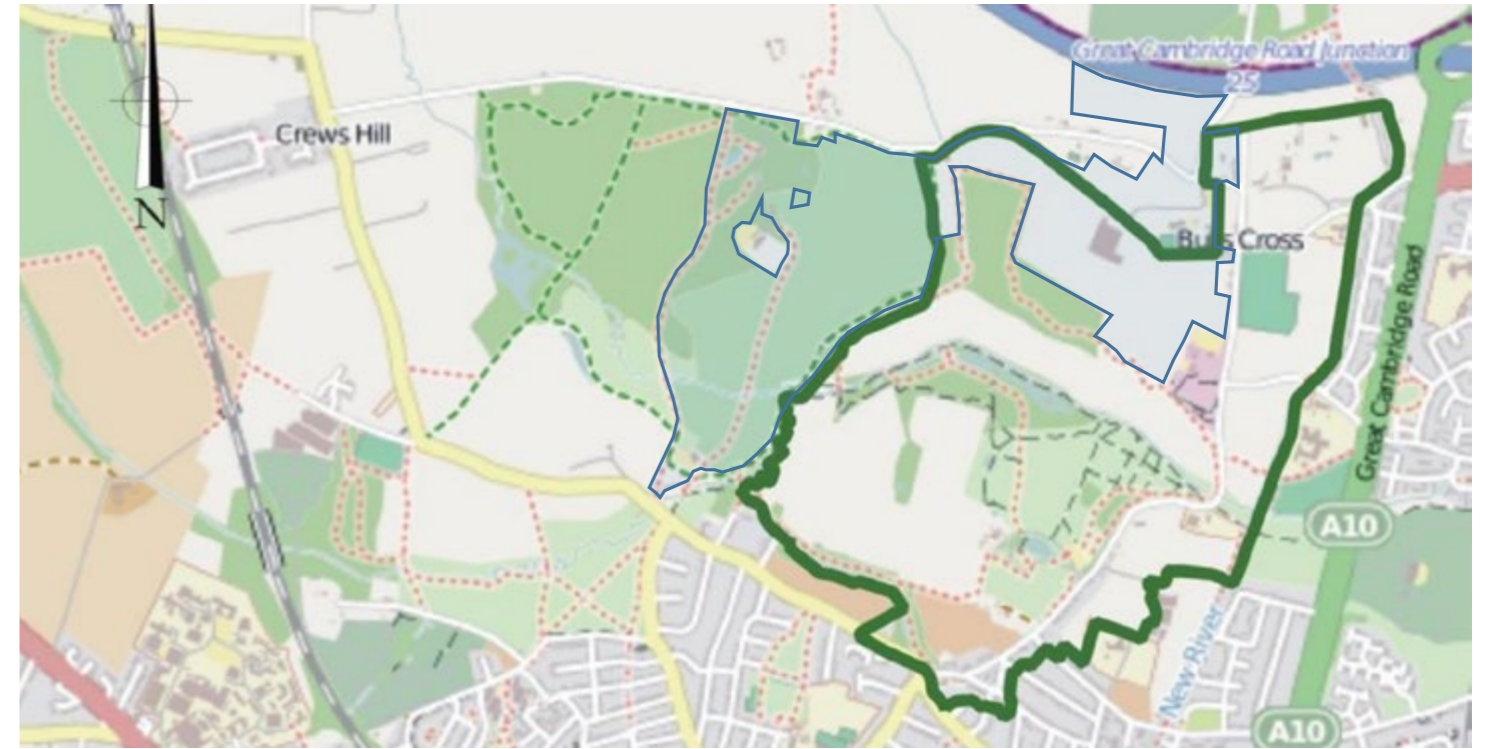 Great Cambridge Road Junction
25
Crews Hill
N
Bulls Cross
Great Cambridge Road
A10
New River
A10